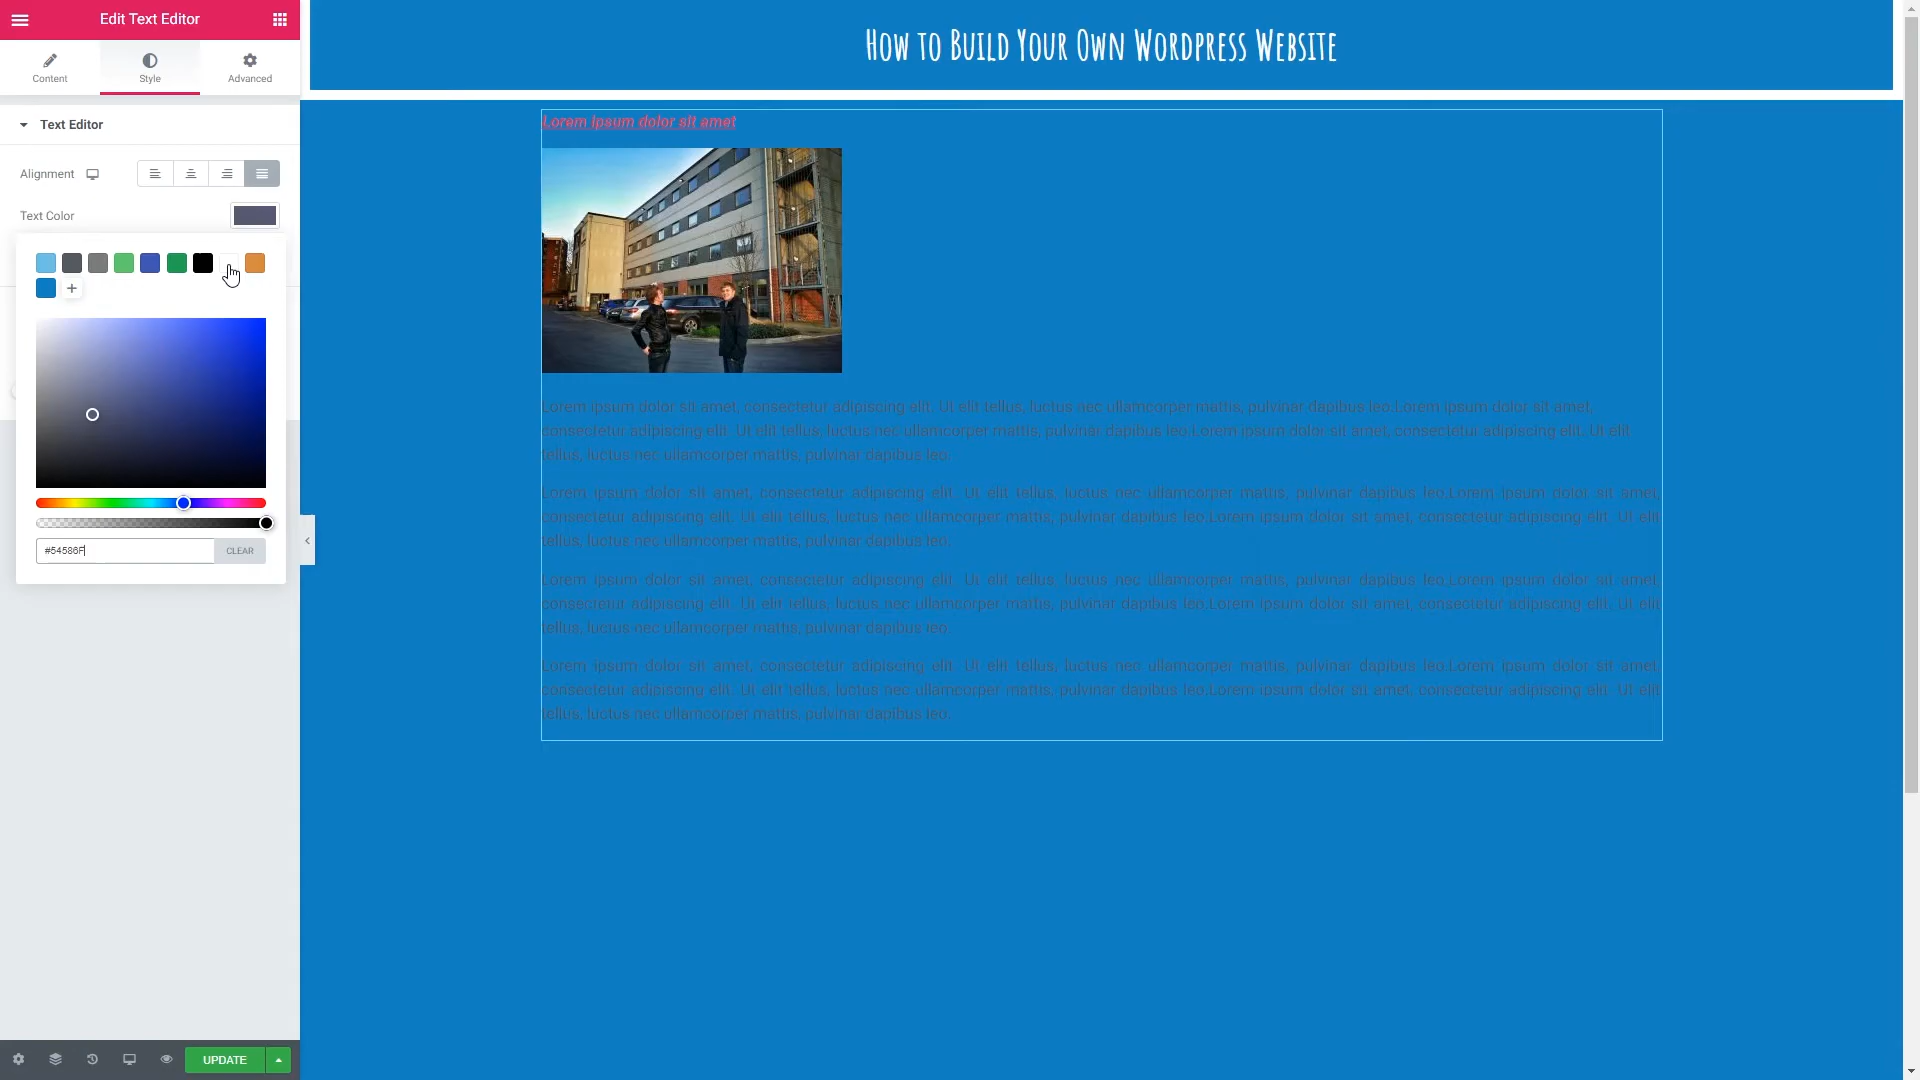 Edit Text Editor
Content
Style
Advanced
Text Editor
Alignment
Text Color
#54586F
CLEAR
UPDATE
How to Build Your Own Wordpress Website
Lorem ipsum dolor sit amet
Lorem ipsum dolor sit amet, consectetur adipiscing elit. Ut elit tellus, luctus nec ullamcorper mattis, pulvinar dapibus leo.Lorem ipsum dolor sit amet,
consectetur adipiscing elit. Ut elit tellus, luctus nec ullamcorper mattis, pulvinar dapibus leo.Lorem ipsum dolor sit amet, consectetur adipiscing elit. Ut elit
tellus, luctus nec ullamcorper mattis, pulvinar dapibus leo.
Lorem ipsum dolor sit amet, consectetur adipiscing elit. Ut elit tellus, luctus nec ullamcorper mattis, pulvinar dapibus leo.Lorem ipsum dolor sit amet,
consectetur adipiscing elit. Ut elit tellus, luctus nec ullamcorper mattis, pulvinar dapibus leo.Lorem ipsum dolor sit amet, consectetur adipiscing elit. Ut elit
tellus, luctus nec ullamcorper mattis, pulvinar dapibus leo.
Lorem ipsum dolor sit amet, consectetur adipiscing elit. Ut elit tellus, luctus nec ullamcorper mattis, pulvinar dapibus leo.Lorem ipsum dolor sit amet,
consectetur adipiscing elit. Ut elit tellus, luctus nec ullamcorper mattis, pulvinar dapibus leo.Lorem ipsum dolor sit amet, consectetur adipiscing elit. Ut elit
tellus, luctus nec ullamcorper mattis, pulvinar dapibus leo.
Lorem ipsum dolor sit amet, consectetur adipiscing elit. Ut elit tellus, luctus nec ullamcorper mattis, pulvinar dapibus leo.Lorem ipsum dolor sit amet,
consectetur adipiscing elit. Ut elit tellus, luctus nec ullamcorper mattis, pulvinar dapibus leo.Lorem ipsum dolor sit amet, consectetur adipiscing elit. Ut elit
tellus, luctus nec ullamcorper mattis, pulvinar dapibus leo.